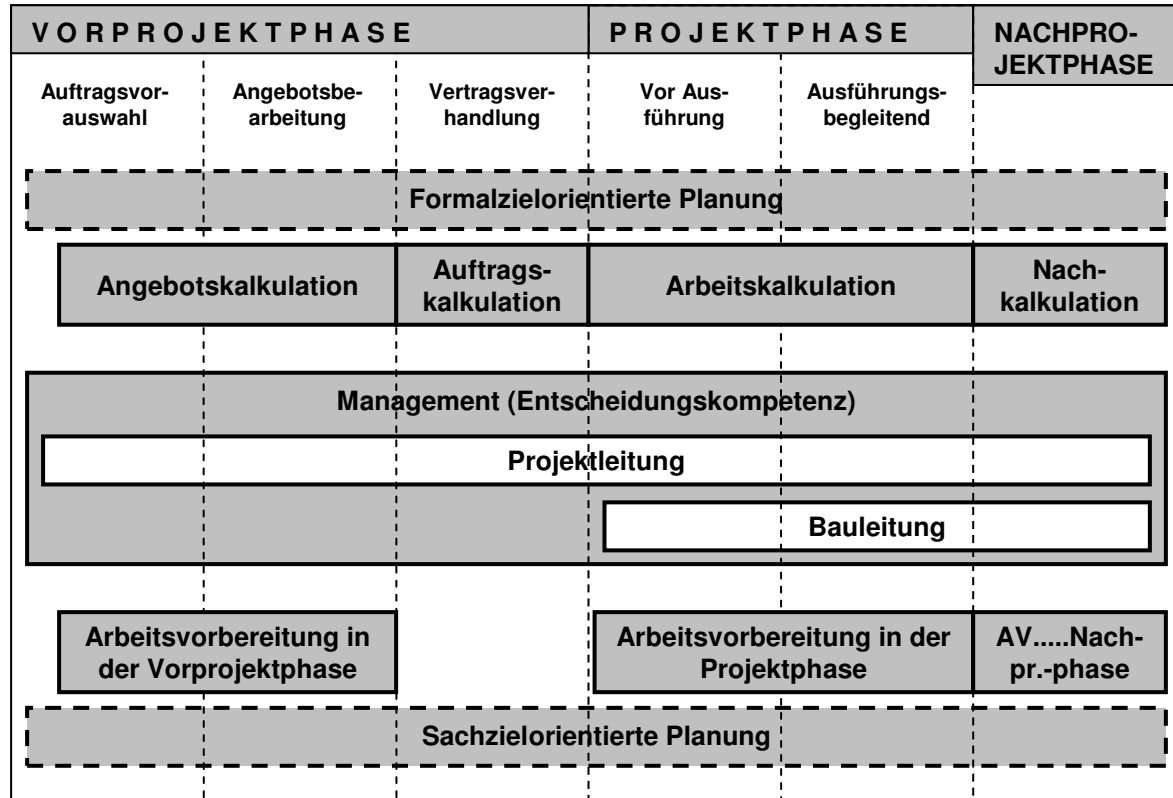 VORPROJEKTPHASE
PROJEKTPHASE
NACHPRO-
JEKTPHASE
Auftragsvor-
auswahl
Angebotsbe-
arbeitung
Vertragsver-
handlung
Vor Aus-
führung
Ausführungs-
begleitend
Formalzielorientierte Planung
Angebotskalkulation
Auftrags-
kalkulation
Arbeitskalkulation
Nach-
kalkulation
Management (Entscheidungskompetenz)
Projektleitung
Bauleitung
Arbeitsvorbereitung in
der Vorprojektphase
Arbeitsvorbereitung in der
Projektphase
AV.....Nach-
pr.-phase
Sachzielorientierte Planung